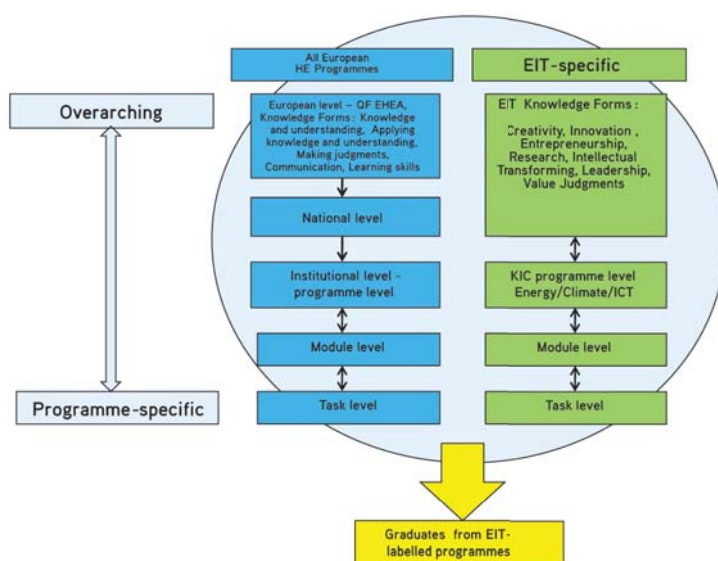 All European
HE Programmes
EIT-specific
Overarching
European level – QF EHEA,
Knowledge Forms : Knowledge
and understanding, Applying
knowledge and understanding,
Making judgments,
Communication, Learning skills
EIT Knowledge Forms :
Creativity, Innovation ,
Entrepreneurship,
Research, Intellectual
Transforming, Leadership,
Value Judgments
National level
Institutional level -
programme level
KIC programme level
Energy/Climate/ICT
Module level
Module level
Programme-specific
Task level
Task level
Graduates from EIT-
labelled programmes